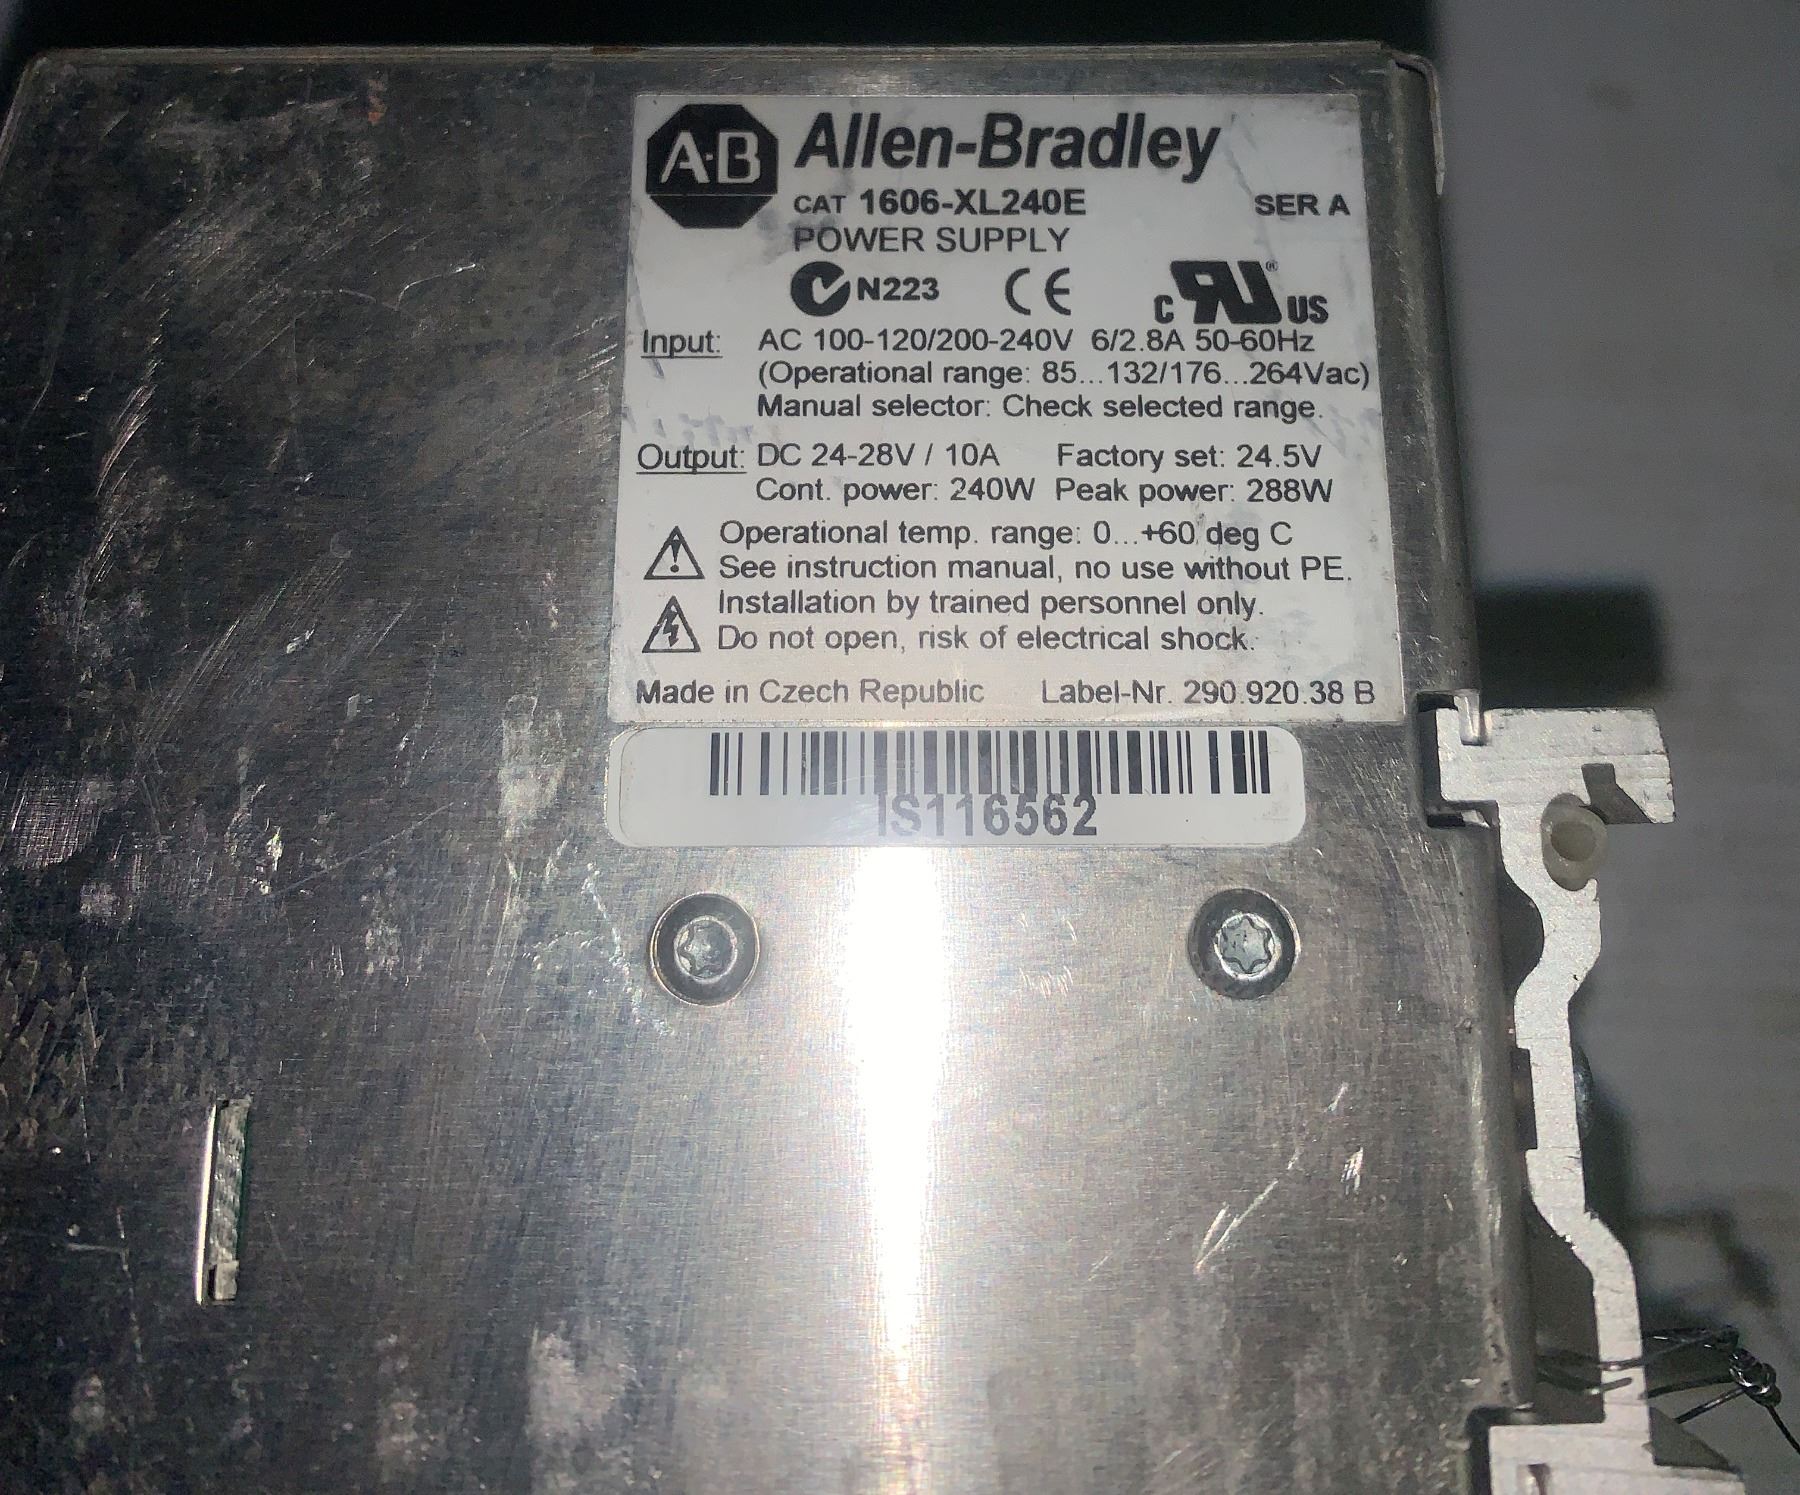 A-B Allen-Bradley
CAT 1606-XL240E SER A
POWER SUPPLY
N223 CE c RU ® US
Input: AC 100-120/200-240V 6/2.8A 50-60Hz
(Operational range: 85...132/176...264Vac)
Manual selector: Check selected range.
Output: DC 24-28V / 10A Factory set: 24.5V
Cont. power: 240W Peak power: 288W
Operational temp. range: 0...+60 deg C
See instruction manual, no use without PE.
Installation by trained personnel only.
Do not open, risk of electrical shock.
Made in Czech Republic Label-Nr. 290.920.38 B
IS116562